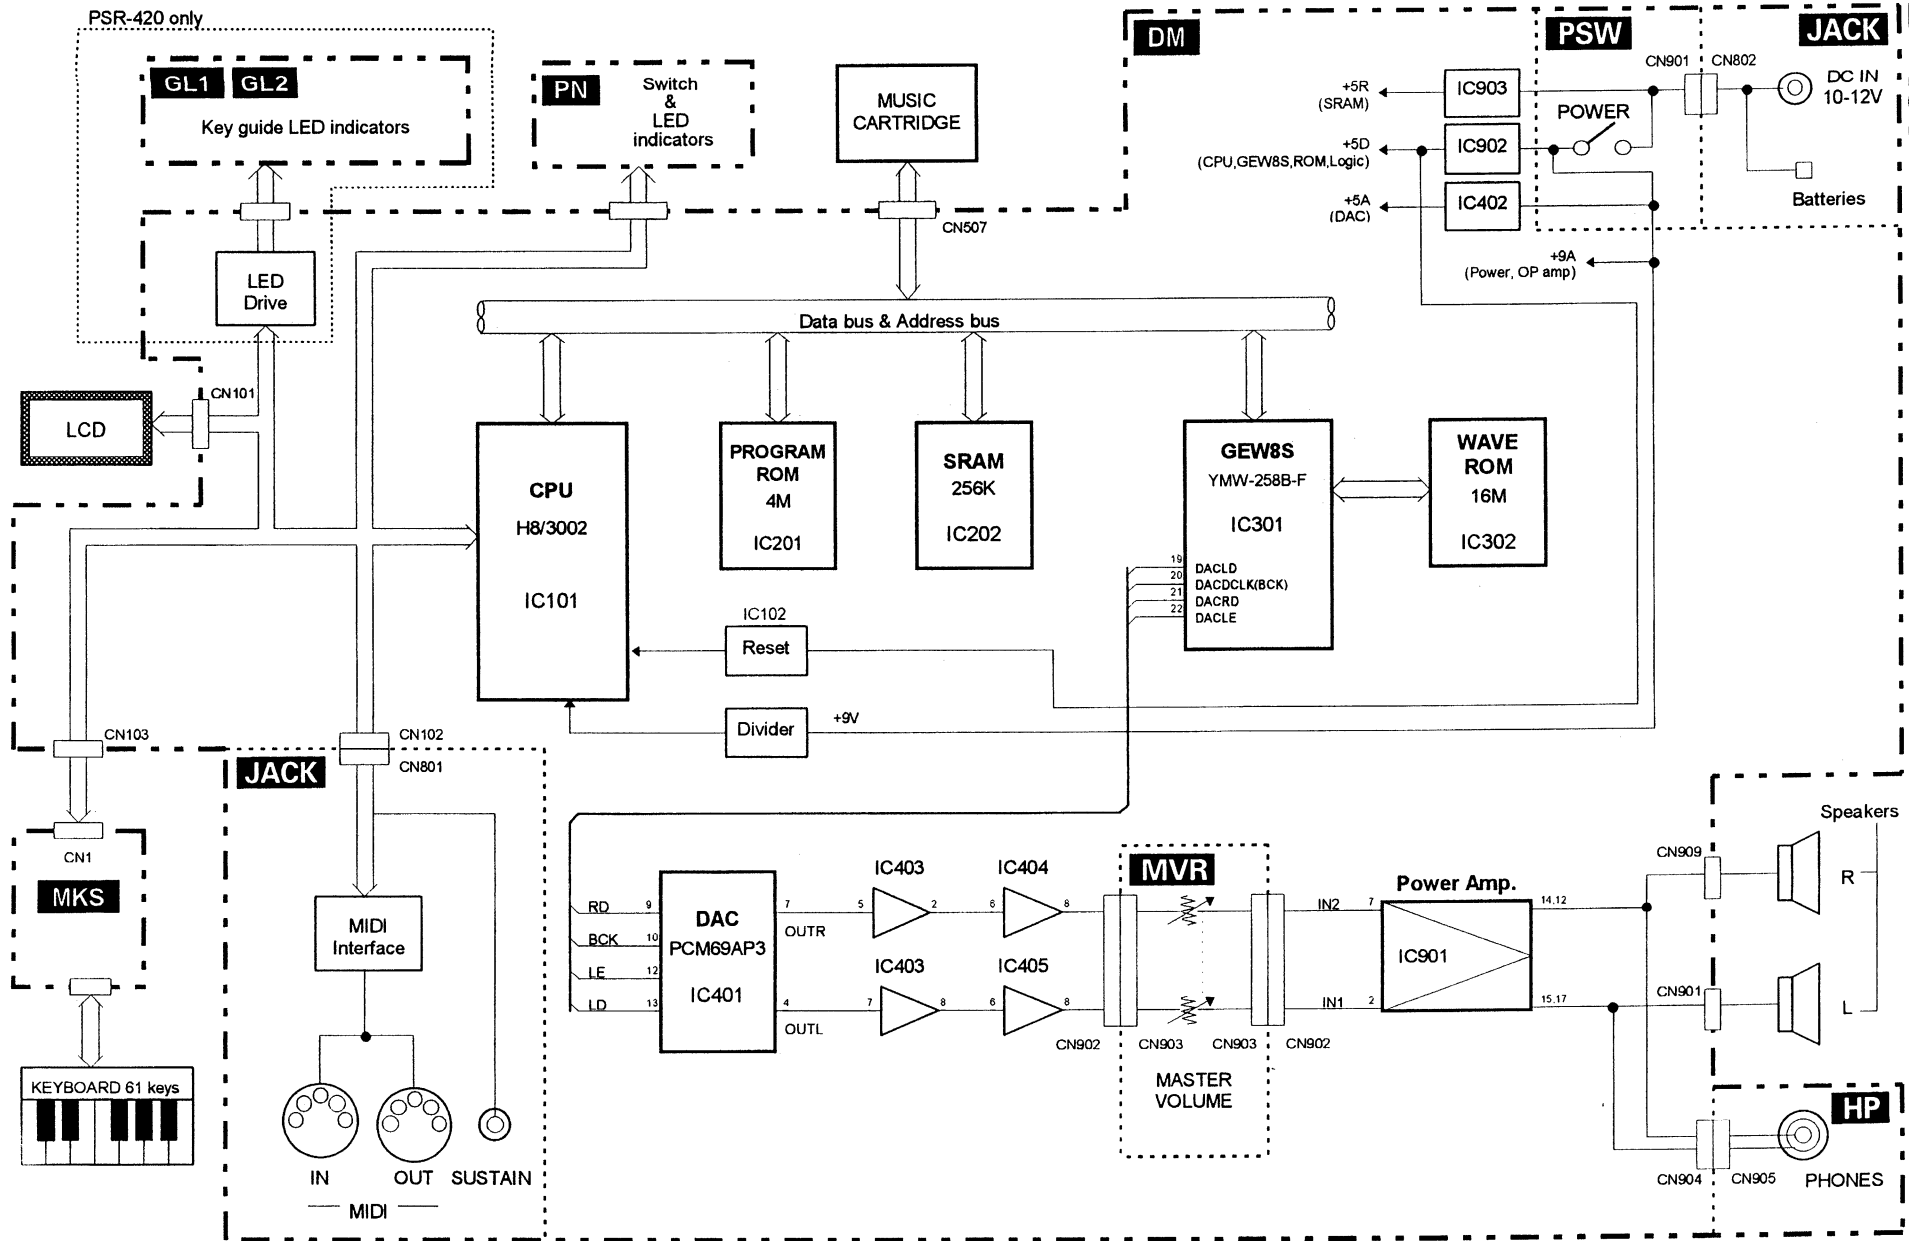 PSR-420 only
GL1 GL2
Key guide LED indicators
PN
Switch
&
LED
indicators
MUSIC
CARTRIDGE
DM
PSW
JACK
CN901
CN802
DC IN
10-12V
Batteries
POWER
IC903
IC902
IC402
+5R
(SRAM)
+5D
(CPU,GEW8S,ROM,Logic)
+5A
(DAC)
+9A
(Power, OP amp)
CN507
LED
Drive
Data bus & Address bus
CN101
LCD
CPU
H8/3002
IC101
PROGRAM
ROM
4M
IC201
SRAM
256K
IC202
GEW8S
YMW-258B-F
IC301
19 DACLD
20 DACDCLK(BCK)
21 DACRD
22 DACLE
WAVE
ROM
16M
IC302
IC102
Reset
Divider
+9V
CN103
CN102
CN801
JACK
CN1
MKS
KEYBOARD 61 keys
MIDI
Interface
IN
OUT
SUSTAIN
MIDI
RD 9
BCK 10
LE 12
LD 13
DAC
PCM69AP3
IC401
7
OUTR
4
OUTL
IC403
5 2
IC404
6 8
IC403
7 8
IC405
6 8
CN902
MVR
CN903
CN903
CN902
MASTER
VOLUME
IN2 7
IN1 2
Power Amp.
IC901
14,12
15,17
CN909
CN901
Speakers
R
L
HP
CN904
CN905
PHONES